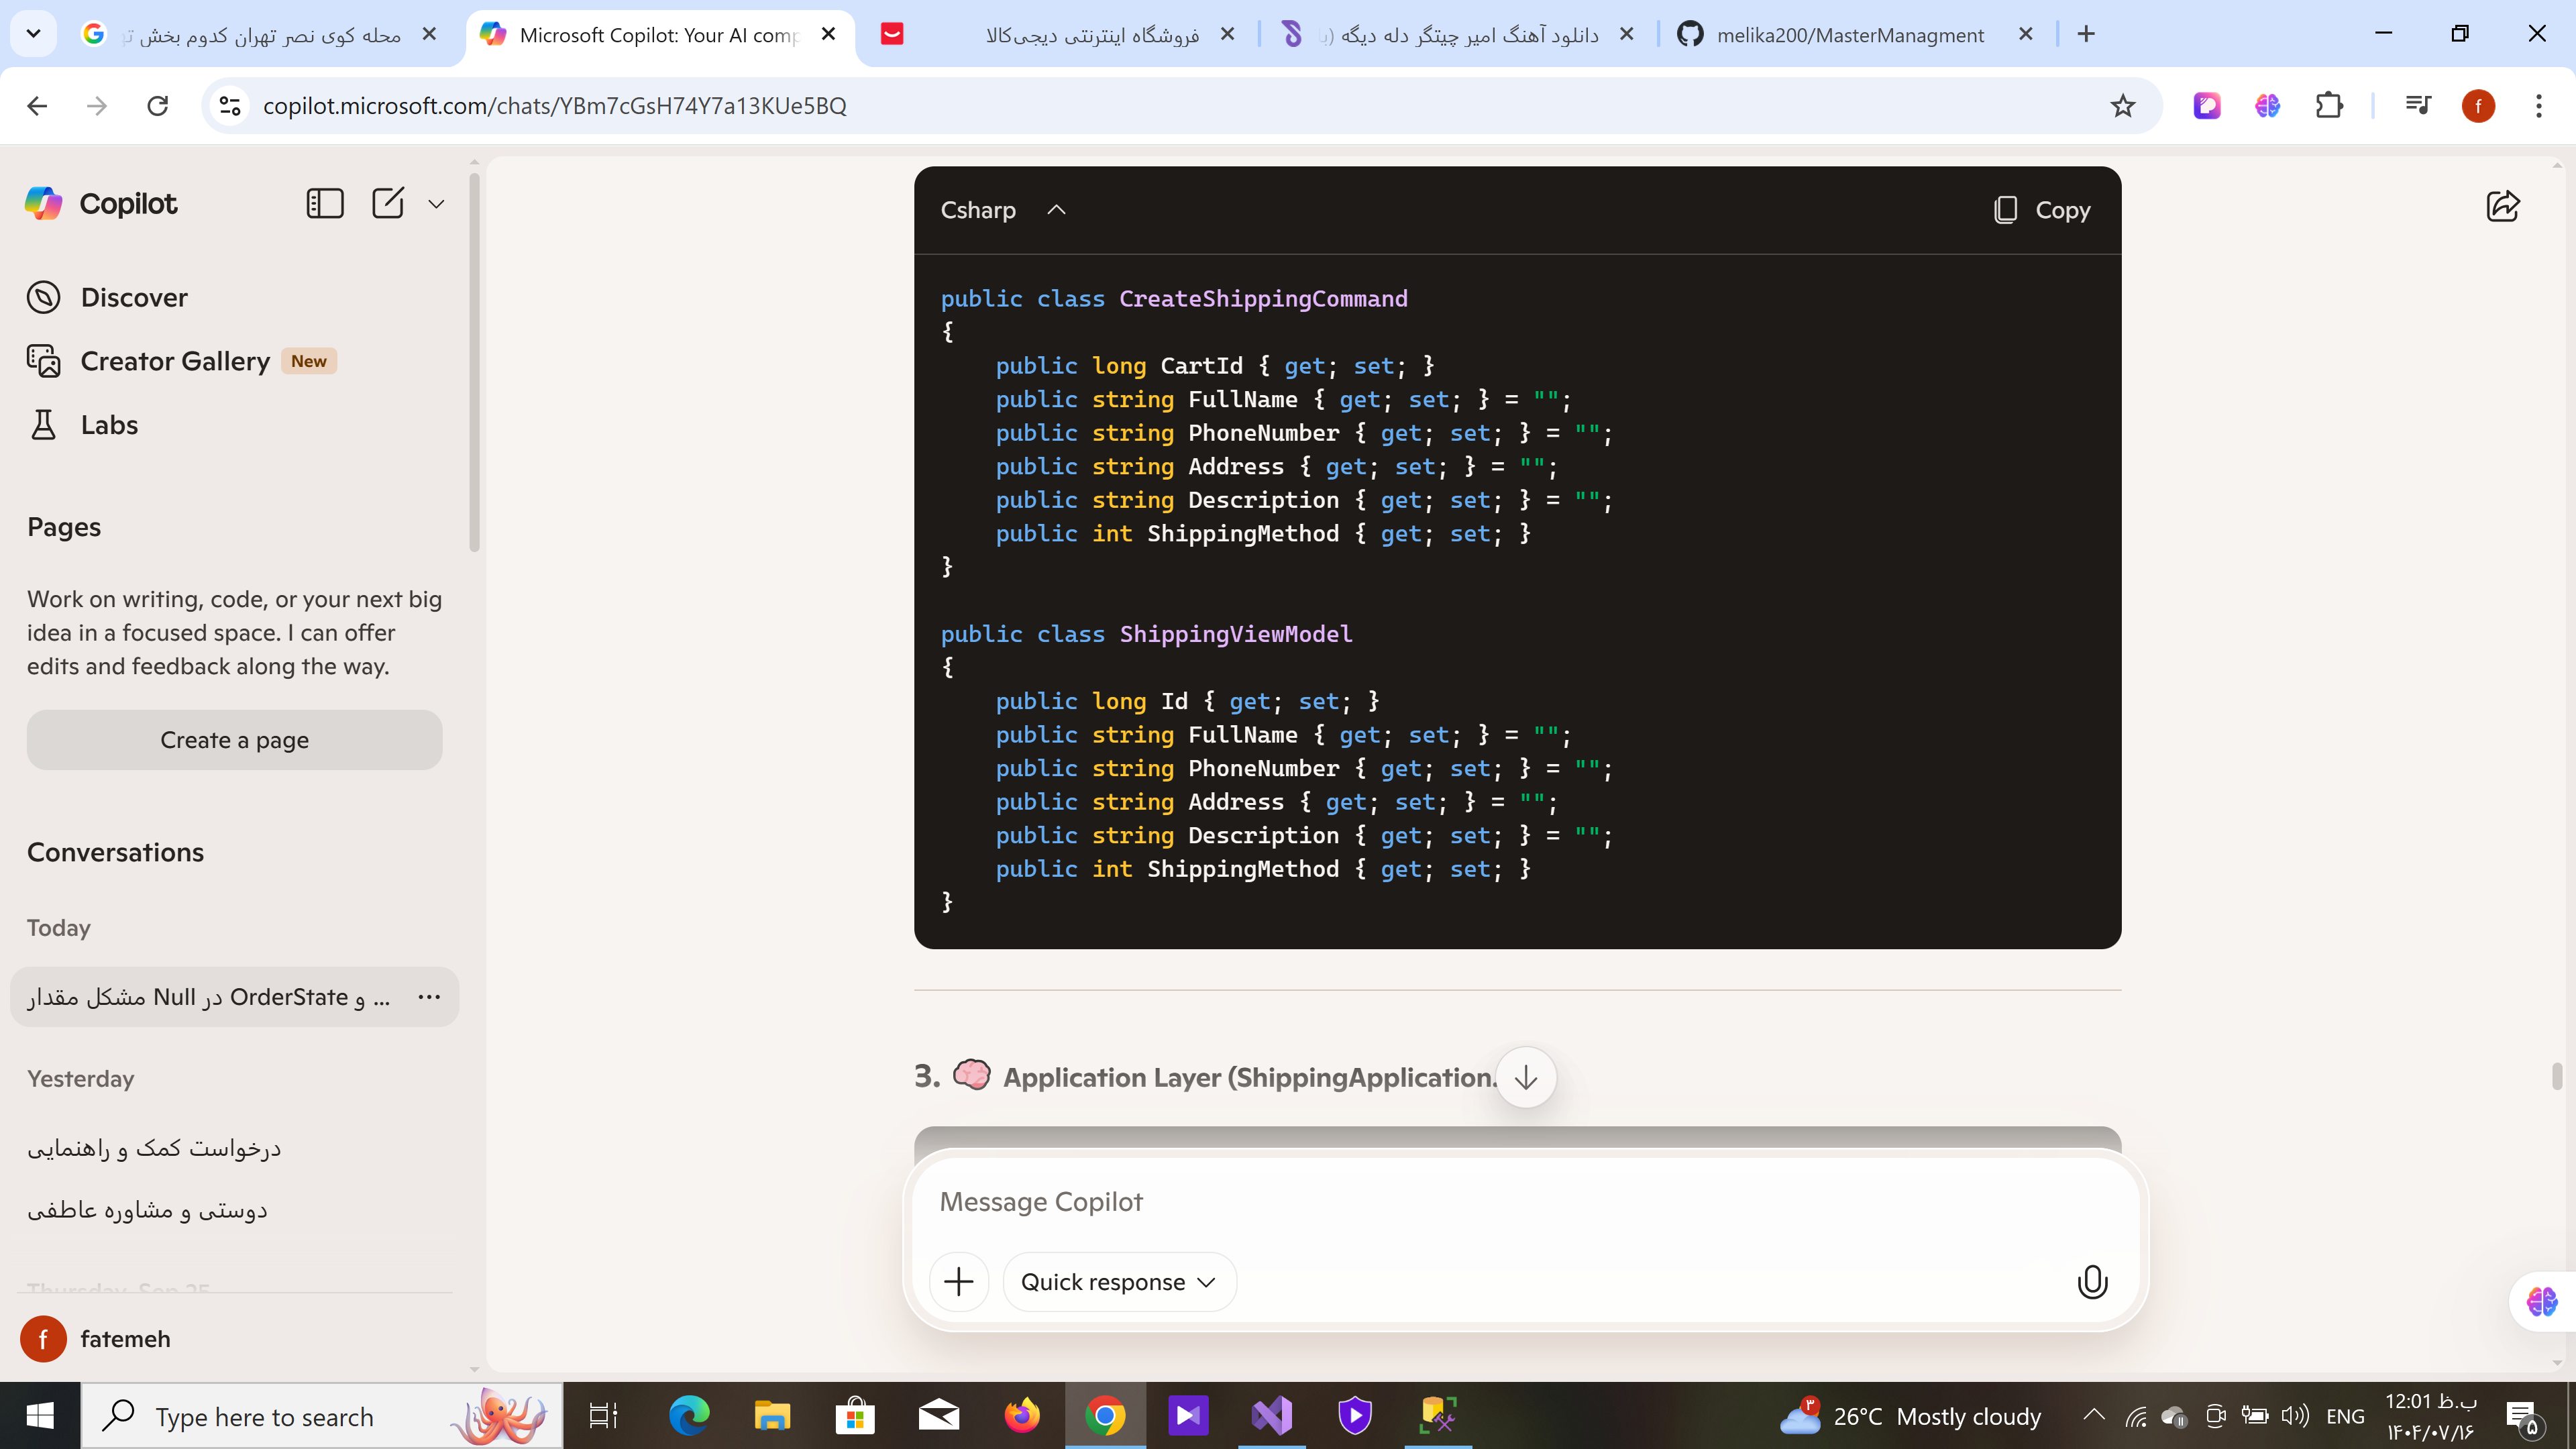 محله کوی نصر تهران کدوم بخش
Microsoft Copilot: Your AI comp
فروشگاه اینترنتی دیجی‌کالا
دانلود آهنگ امیر چیتگر دله دیگه (با
melika200/MasterManagment
copilot.microsoft.com/chats/YBm7cGsH74Y7a13KUe5BQ
f
Copilot
Discover
Creator Gallery New
Labs
Pages
Work on writing, code, or your next big
idea in a focused space. I can offer
edits and feedback along the way.
Create a page
Conversations
Today
مشکل مقدار Null در OrderState و ...
Yesterday
درخواست کمک و راهنمایی
دوستی و مشاوره عاطفی
Thursday, Sep 25
f fatemeh
Csharp
Copy
public class CreateShippingCommand
{
public long CartId { get; set; }
public string FullName { get; set; } = "";
public string PhoneNumber { get; set; } = "";
public string Address { get; set; } = "";
public string Description { get; set; } = "";
public int ShippingMethod { get; set; }
}
public class ShippingViewModel
{
public long Id { get; set; }
public string FullName { get; set; } = "";
public string PhoneNumber { get; set; } = "";
public string Address { get; set; } = "";
public string Description { get; set; } = "";
public int ShippingMethod { get; set; }
}
3. 🧠 Application Layer (ShippingApplication.
Message Copilot
Quick response
Type here to search
۳
26°C Mostly cloudy
ENG
12:01 ب.ظ
۱۴۰۴/۰۷/۱۶
۵